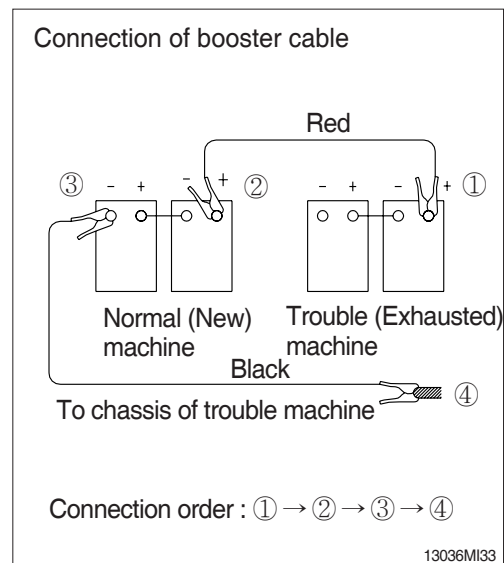 Connection of booster cable
Red
③ - + - + ② - + - + ①
Normal (New) Trouble (Exhausted)
machine machine
Black
To chassis of trouble machine ④
Connection order : ① → ② → ③ → ④
13036MI33